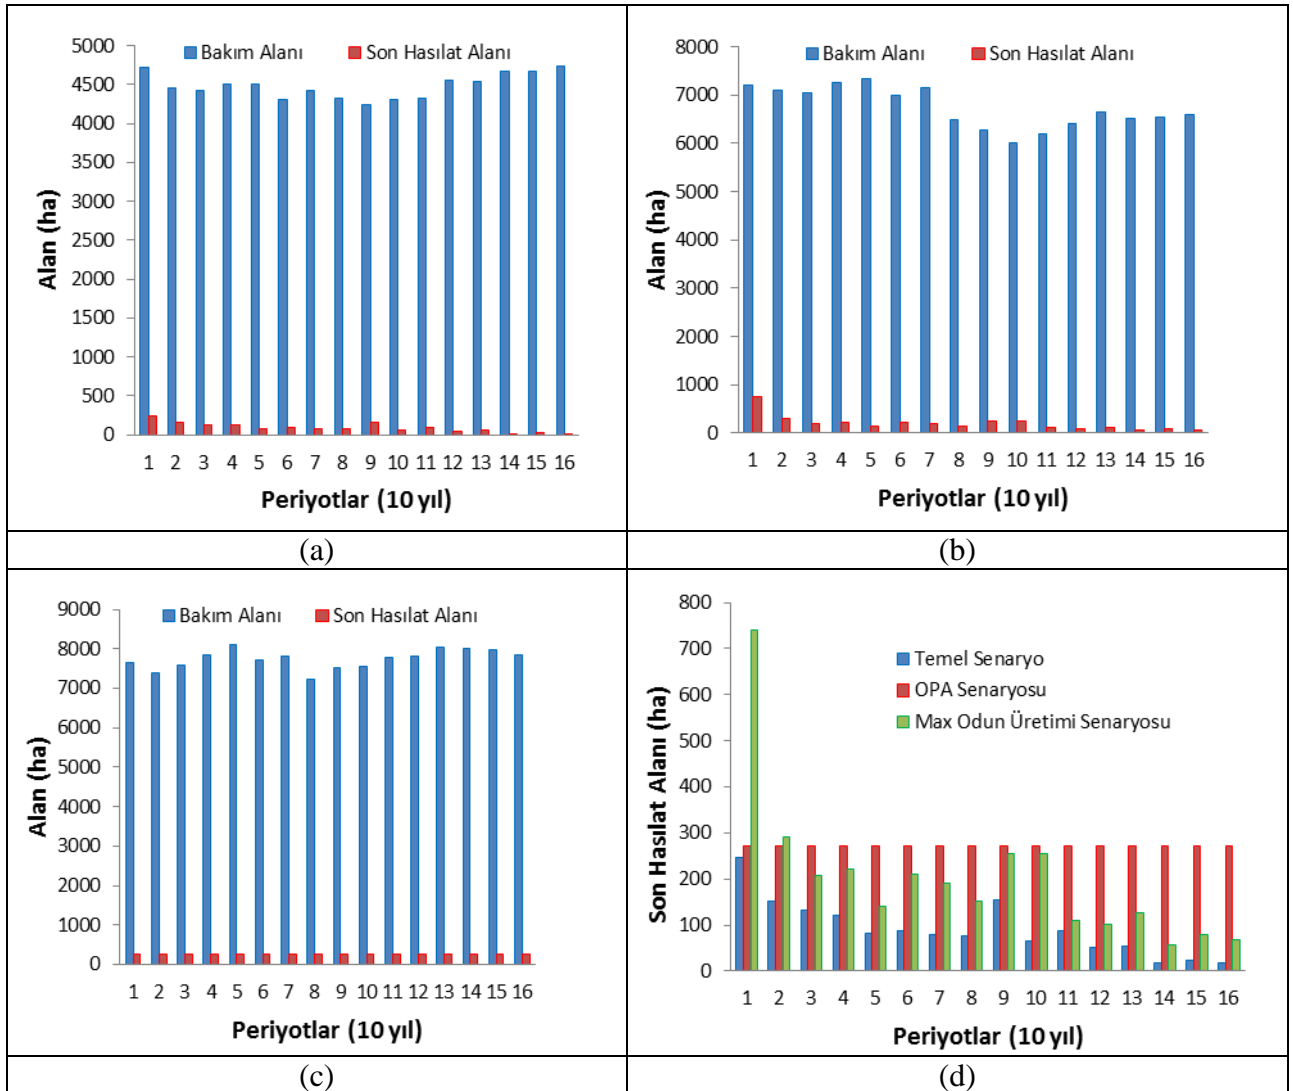 Bakım Alanı Son Hasılat Alanı
5000
4500
4000
3500
3000
2500
2000
1500
1000
500
0
Alan (ha)
1 2 3 4 5 6 7 8 9 10 11 12 13 14 15 16
Periyotlar (10 yıl)
(a)
Bakım Alanı Son Hasılat Alanı
8000
7000
6000
5000
4000
3000
2000
1000
0
Alan (ha)
1 2 3 4 5 6 7 8 9 10 11 12 13 14 15 16
Periyotlar (10 yıl)
(b)
Bakım Alanı Son Hasılat Alanı
9000
8000
7000
6000
5000
4000
3000
2000
1000
0
Alan (ha)
1 2 3 4 5 6 7 8 9 10 11 12 13 14 15 16
Periyotlar (10 yıl)
(c)
800
700
600
500
400
300
200
100
0
Son Hasılat Alanı (ha)
Temel Senaryo
OPA Senaryosu
Max Odun Üretimi Senaryosu
1 2 3 4 5 6 7 8 9 10 11 12 13 14 15 16
Periyotlar (10 yıl)
(d)